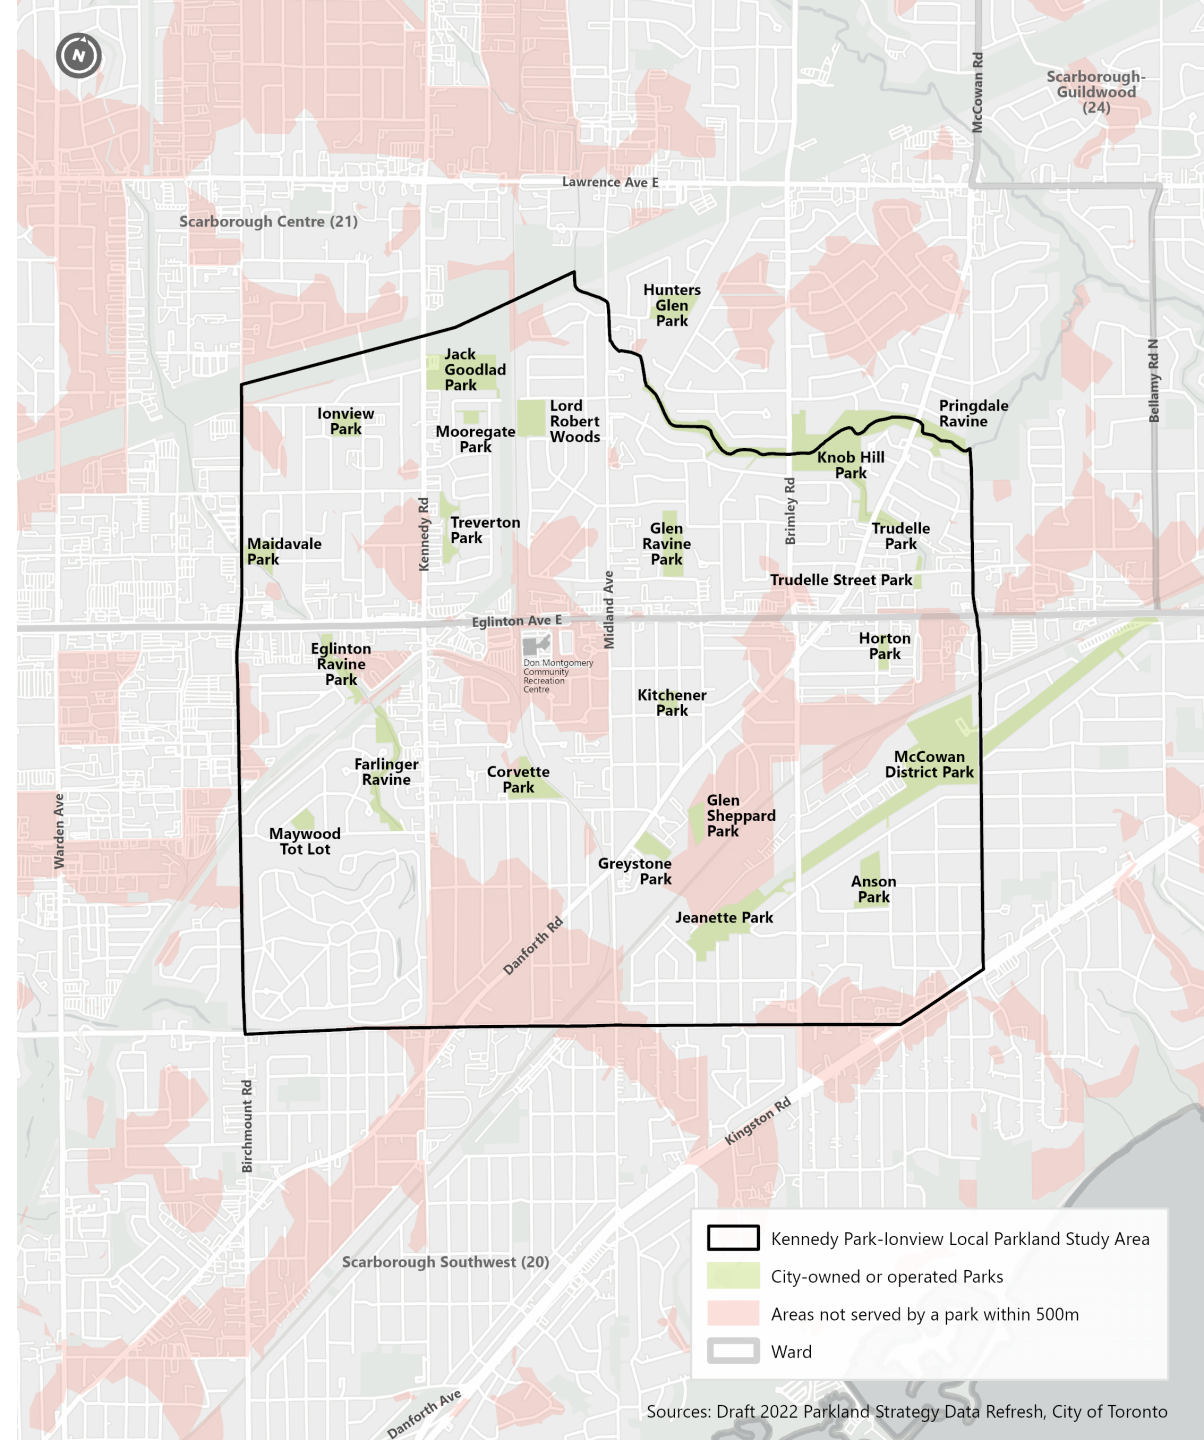 N
McCowan Rd
Scarborough-
Guildwood
(24)
Lawrence Ave E
Scarborough Centre (21)
Hunters
Glen
Park
Bellamy Rd N
Jack
Goodlad
Park
Ionview
Park
Lord
Robert
Woods
Mooregate
Park
Pringdale
Ravine
Knob Hill
Park
Brimley Rd
Kennedy Rd
Treverton
Park
Glen
Ravine
Park
Trudelle
Park
Maidavale
Park
Trudelle Street Park
Midland Ave
Eglinton Ave E
Don Montgomery
Community
Recreation
Centre
Eglinton
Ravine
Park
Horton
Park
Kitchener
Park
Farlinger
Ravine
Corvette
Park
McCowan
District Park
Warden Ave
Maywood
Tot Lot
Glen
Sheppard
Park
Greystone
Park
Anson
Park
Jeanette Park
Danforth Rd
Birchmount Rd
Kingston Rd
Scarborough Southwest (20)
Danforth Ave
Kennedy Park-Ionview Local Parkland Study Area
City-owned or operated Parks
Areas not served by a park within 500m
Ward
Sources: Draft 2022 Parkland Strategy Data Refresh, City of Toronto